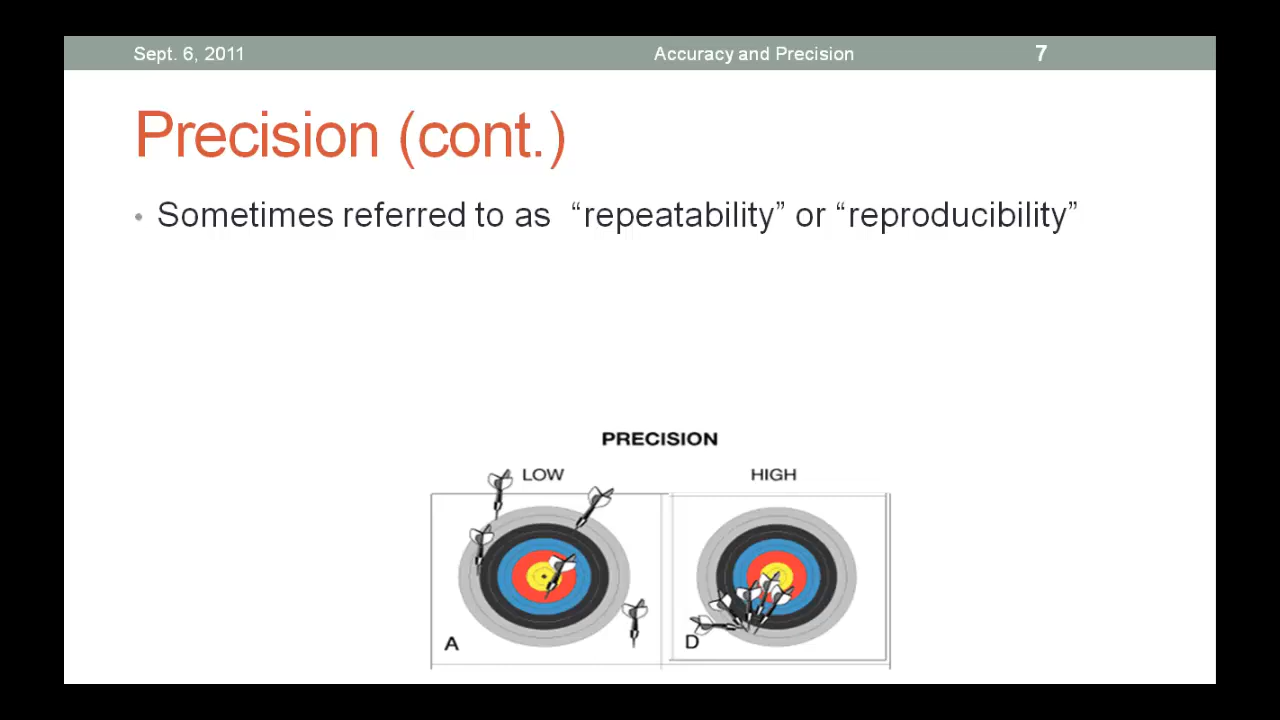 Sept. 6, 2011 Accuracy and Precision 7
Precision (cont.)
• Sometimes referred to as “repeatability” or “reproducibility”
PRECISION
LOW HIGH
A D